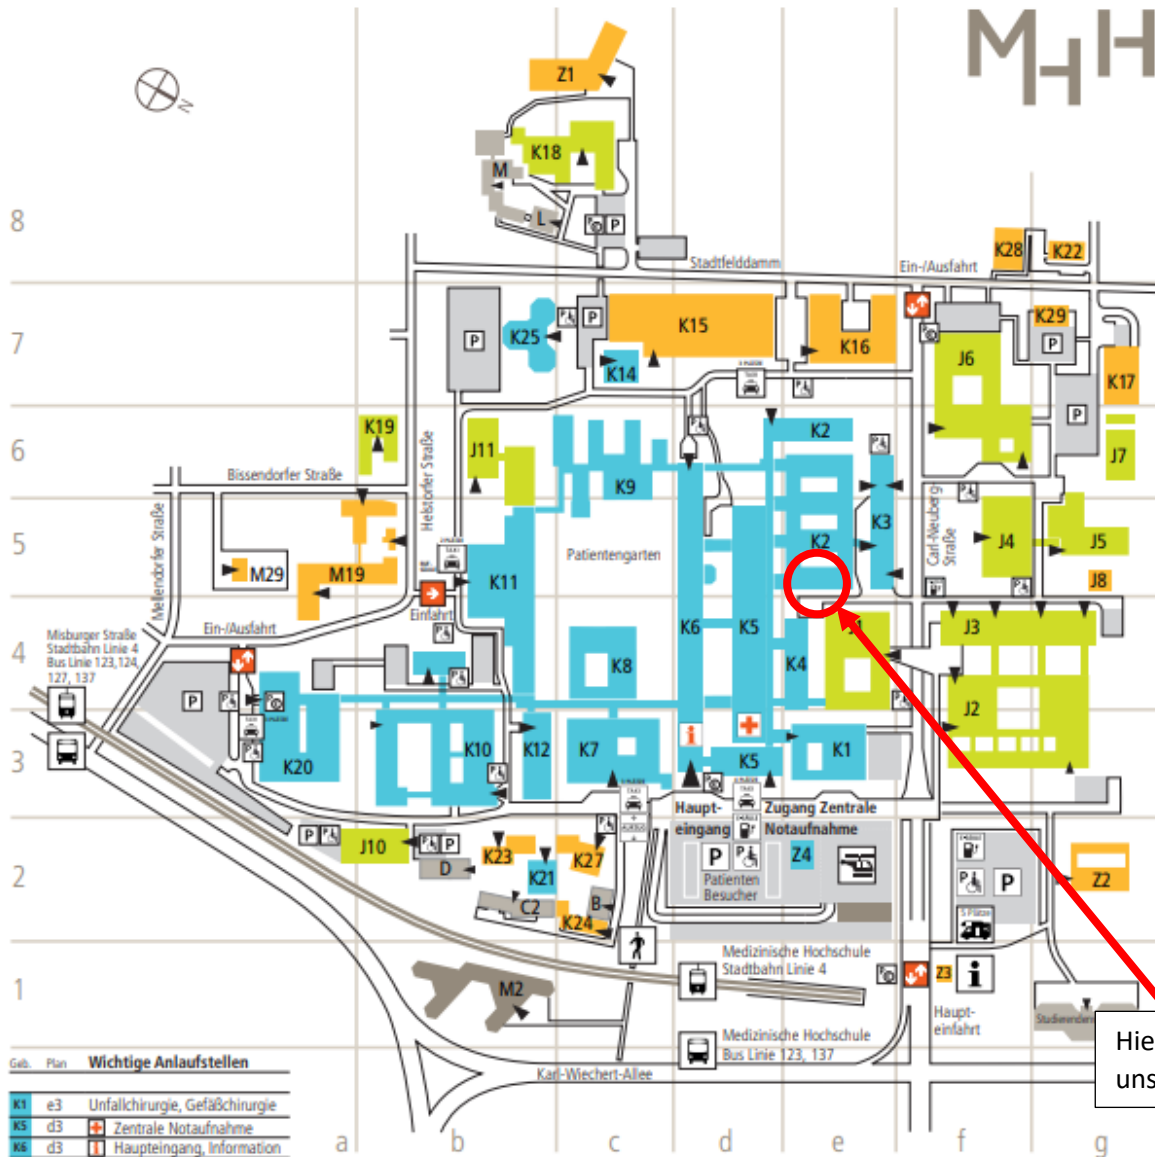 MHH
N
Z1
K18
M
L
8
Stadtfelddamm
Ein-/Ausfahrt
K28
K22
7
K25
P
K15
K14
K16
K29
J6
K17
6
K19
J11
K9
K2
J7
Bissendorfer Straße
Helstorfer Straße
Mellendorfer Straße
Carl-Neuberg
Straße
5
M29
M19
K11
Patientengarten
K2
K3
J4
J5
J8
TAXI
Einfahrt
Ein-/Ausfahrt
4
Misburger Straße
Stadtbahn Linie 4
Bus Linie 123,124,
127, 137
K8
K6
K5
K4
J1
J3
J2
3
K20
K10
K12
K7
K5
K1
TAXI
Haupt-
eingang
Zugang Zentrale
Notaufnahme
2
J10
D
K23
K21
K27
C2
B
K24
P
Patienten
Besucher
Z4
P
5 Plätze
Z2
1
M2
Medizinische Hochschule
Stadtbahn Linie 4
Z3
i
Haupt-
einfahrt
Medizinische Hochschule
Bus Linie 123, 137
Karl-Wiechert-Allee
Hie
uns
Geb. Plan Wichtige Anlaufstellen
K1 e3 Unfallchirurgie, Gefäßchirurgie
K5 d3 Zentrale Notaufnahme
K6 d3 Haupteingang, Information
a b c d e f g